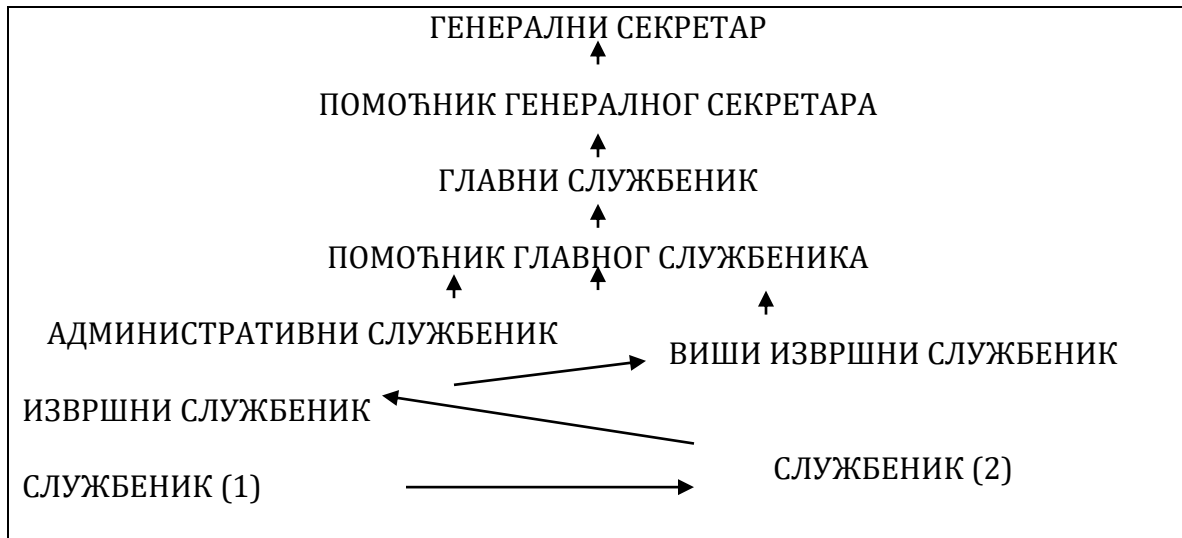 ГЕНЕРАЛНИ СЕКРЕТАР
ПОМОЋНИК ГЕНЕРАЛНОГ СЕКРЕТАРА
ГЛАВНИ СЛУЖБЕНИК
ПОМОЋНИК ГЛАВНОГ СЛУЖБЕНИКА
АДМИНИСТРАТИВНИ СЛУЖБЕНИК
ВИШИ ИЗВРШНИ СЛУЖБЕНИК
ИЗВРШНИ СЛУЖБЕНИК
СЛУЖБЕНИК (1)
СЛУЖБЕНИК (2)